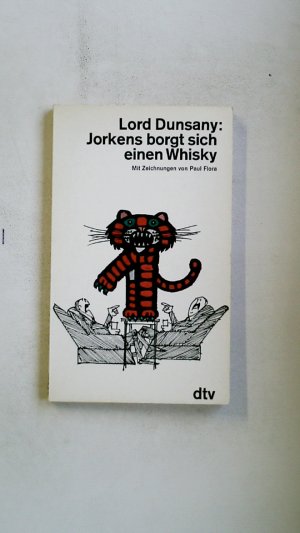 Lord Dunsany:
Jorkens borgt sich
einen Whisky
Mit Zeichnungen von Paul Flora
dtv